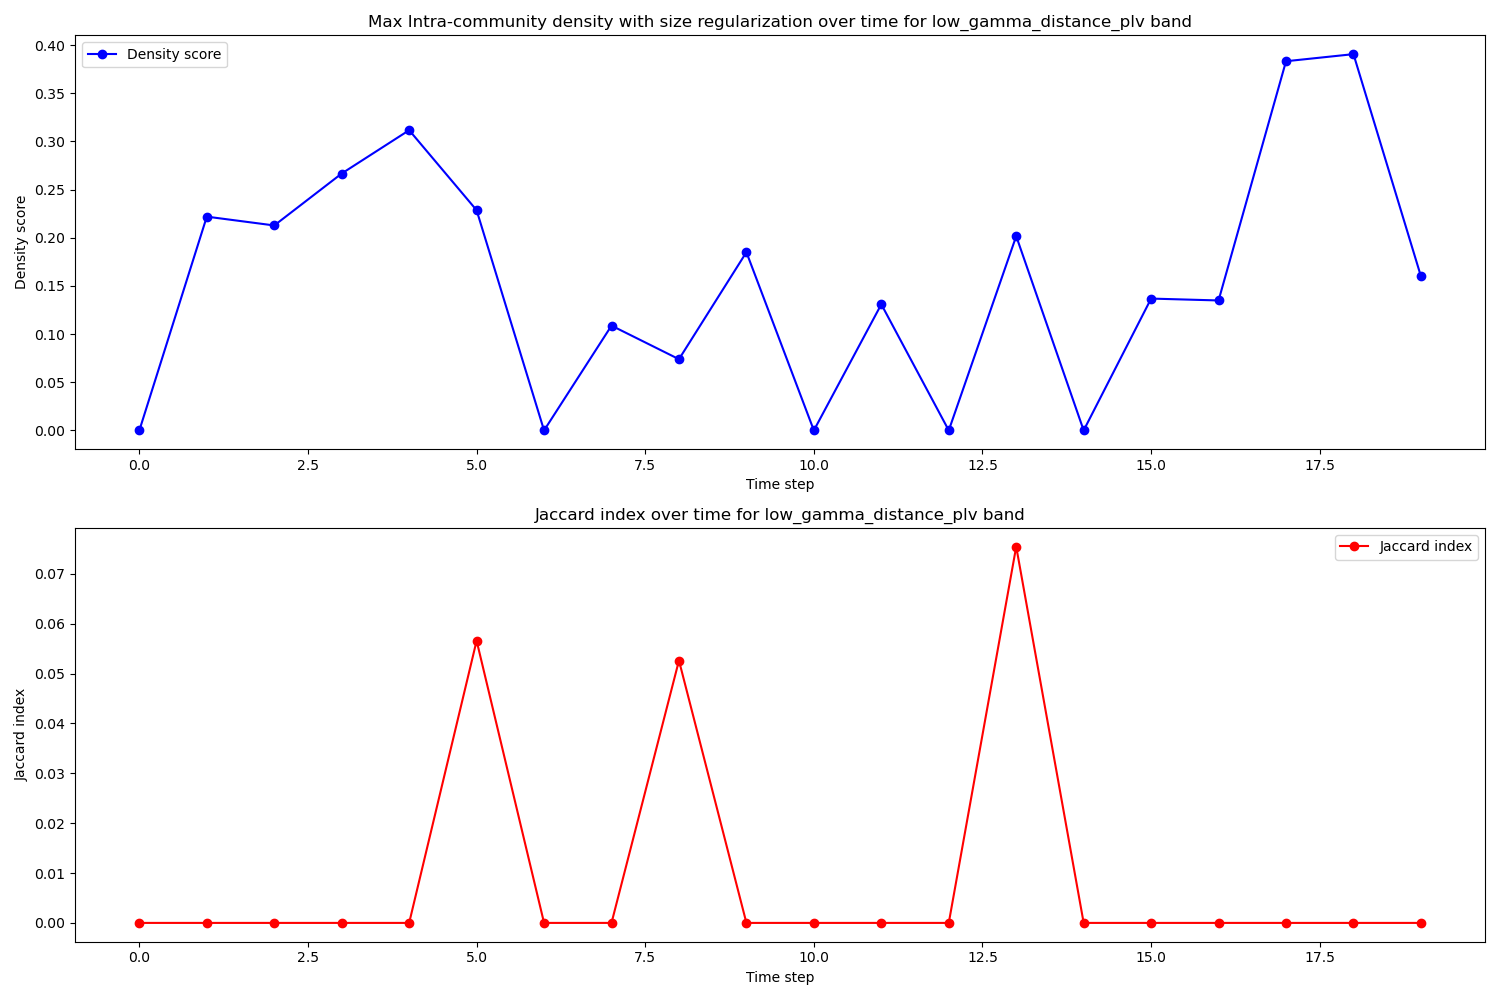 Max Intra-community density with size regularization over time for low_gamma_distance_plv band
Density score
0.40
0.35
0.30
0.25
0.20
0.15
0.10
0.05
0.00
Density score
0.0 2.5 5.0 7.5 10.0 12.5 15.0 17.5
Time step
Jaccard index over time for low_gamma_distance_plv band
Jaccard index
0.07
0.06
0.05
0.04
0.03
0.02
0.01
0.00
Jaccard index
0.0 2.5 5.0 7.5 10.0 12.5 15.0 17.5
Time step